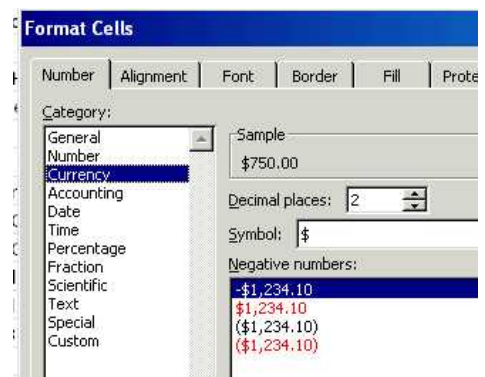 Format Cells
Number Alignment Font Border Fill Prote
Category:
General
Number
Currency
Accounting
Date
Time
Percentage
Fraction
Scientific
Text
Special
Custom
Sample
$750.00
Decimal places: 2
Symbol: $
Negative numbers:
-$1,234.10
$1,234.10
($1,234.10)
($1,234.10)